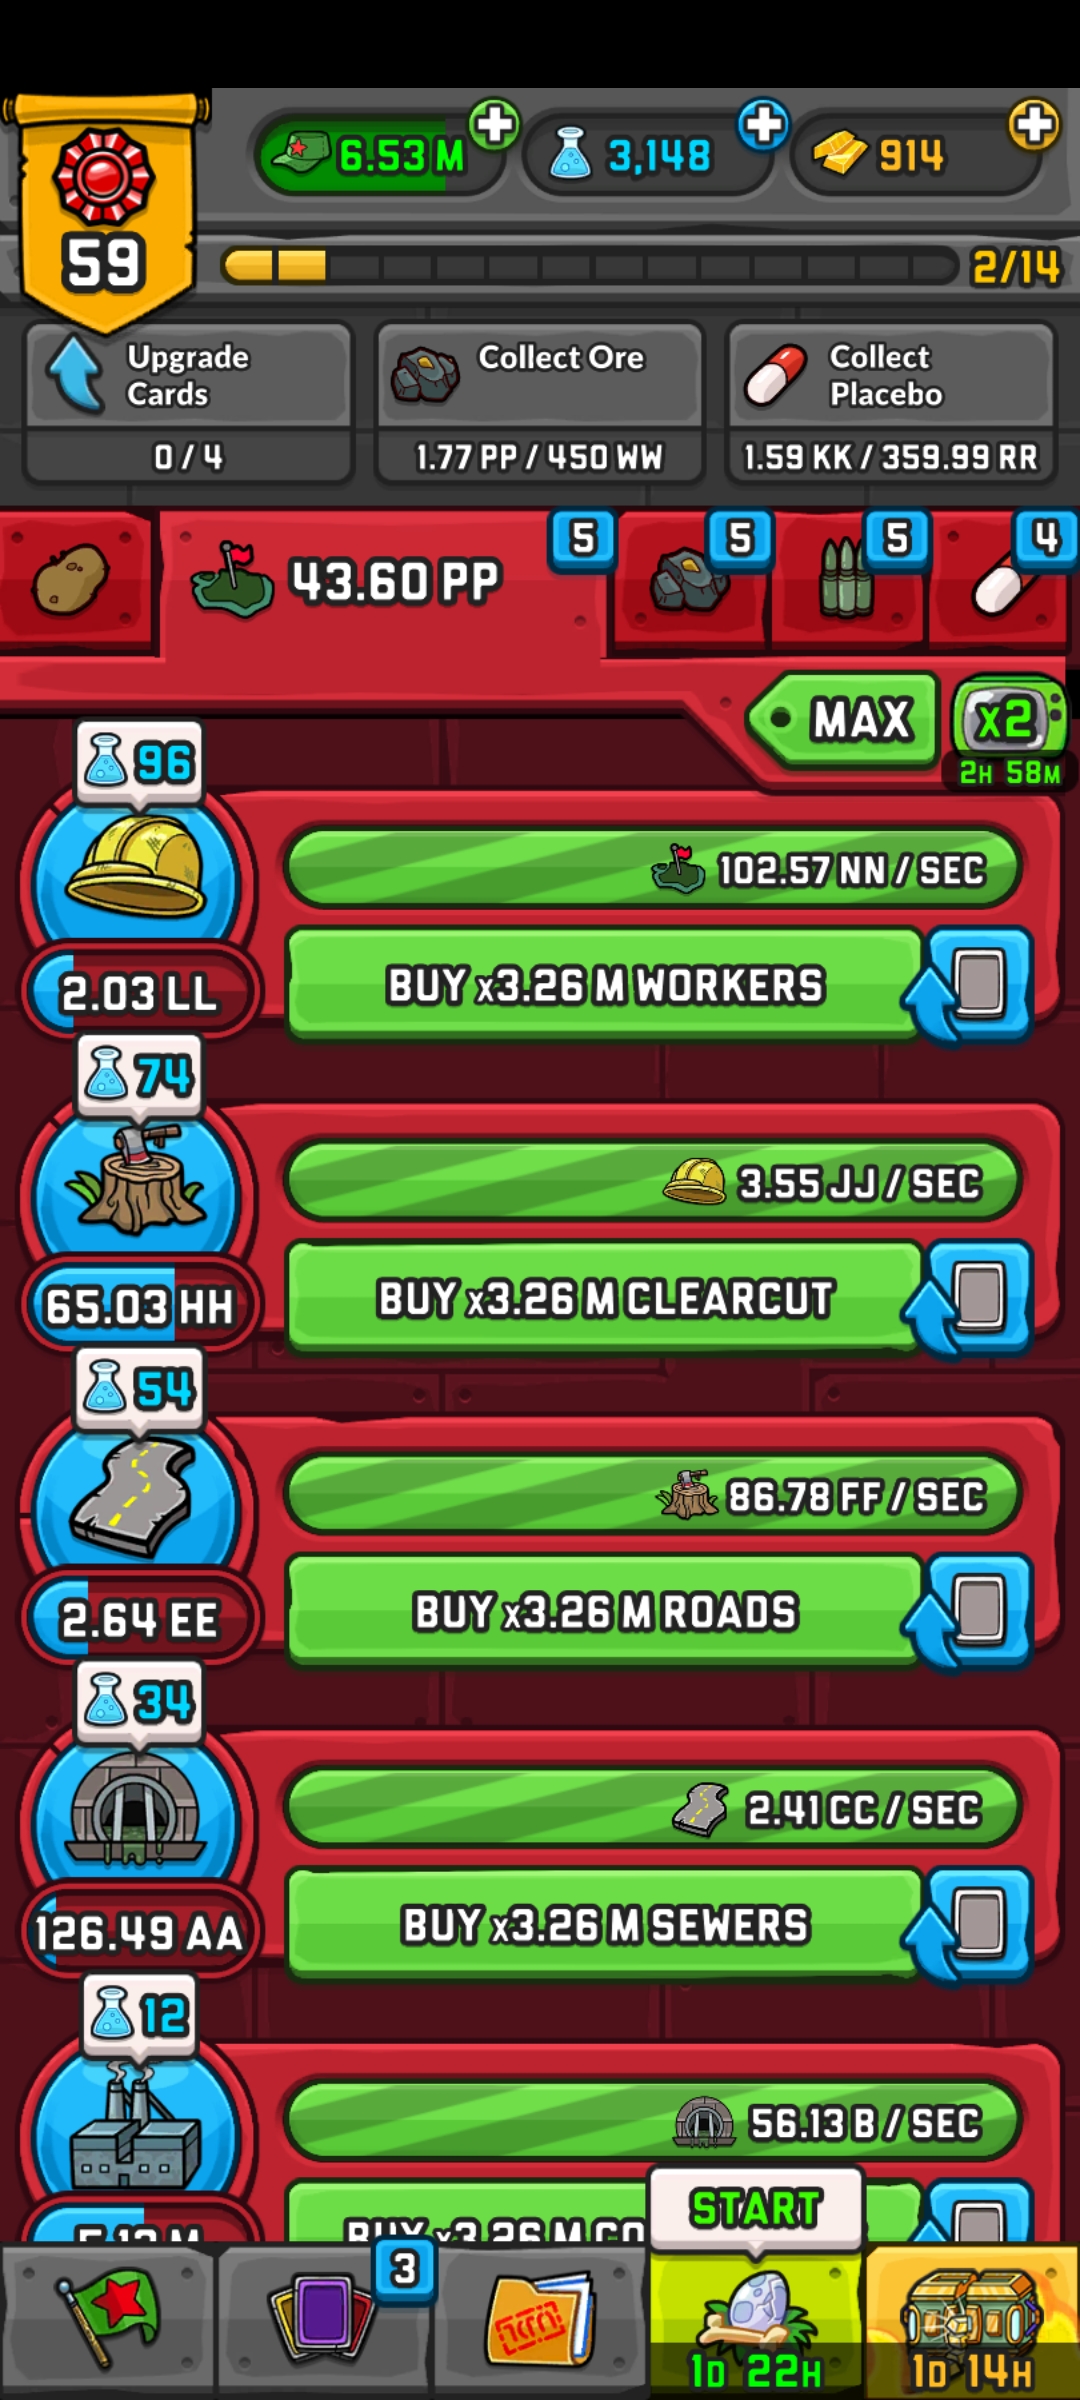 6.53 M
3,148
914
59
2/14
Upgrade
Cards
0 / 4
Collect Ore
1.77 PP / 450 WW
Collect
Placebo
1.59 KK / 359.99 RR
43.60 PP
5
5
5
4
MAX
x2
2H 58M
96
102.57 NN / SEC
BUY x3.26 M WORKERS
2.03 LL
74
3.55 JJ / SEC
BUY x3.26 M CLEARCUT
65.03 HH
54
86.78 FF / SEC
BUY x3.26 M ROADS
2.64 EE
34
2.41 CC / SEC
BUY x3.26 M SEWERS
126.49 AA
12
56.13 B / SEC
BUY x3.26 M CO
START
3
1D 22H
1D 14H